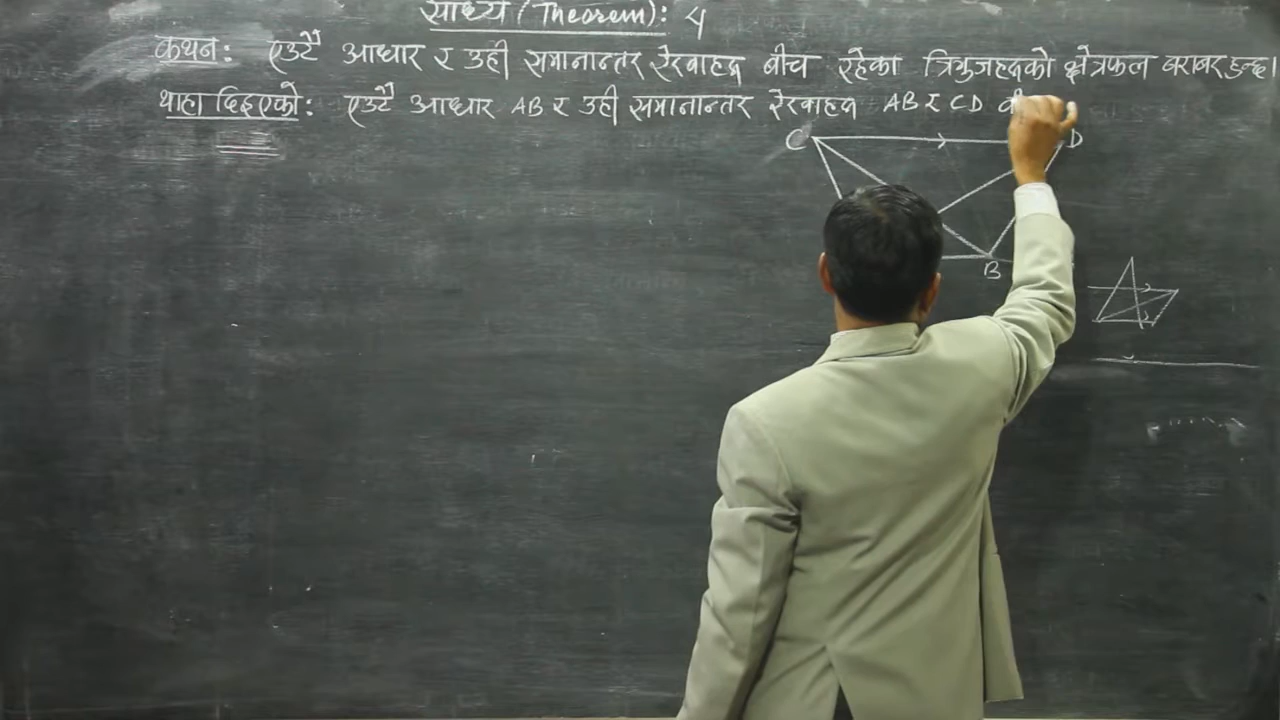 साध्य (Theorem): 4
कथन: एउटै आधार र उही समानान्तर रेखाहरू बीच रहेका त्रिभुजहरूको क्षेत्रफल बराबर हुन्छ।
थाहा दिइएको: एउटै आधार AB र उही समानान्तर रेखाहरू AB र CD
C D
B